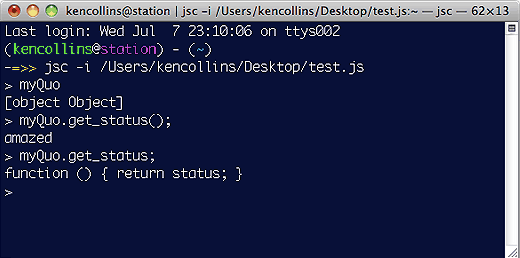 kencollins@station | jsc -i /Users/kencollins/Desktop/test.js:~ — jsc — 62×13
Last login: Wed Jul  7 23:10:06 on ttys002
(kencollins@station) - (~)
-=>> jsc -i /Users/kencollins/Desktop/test.js
> myQuo
[object Object]
> myQuo.get_status();
amazed
> myQuo.get_status;
function () { return status; }
>